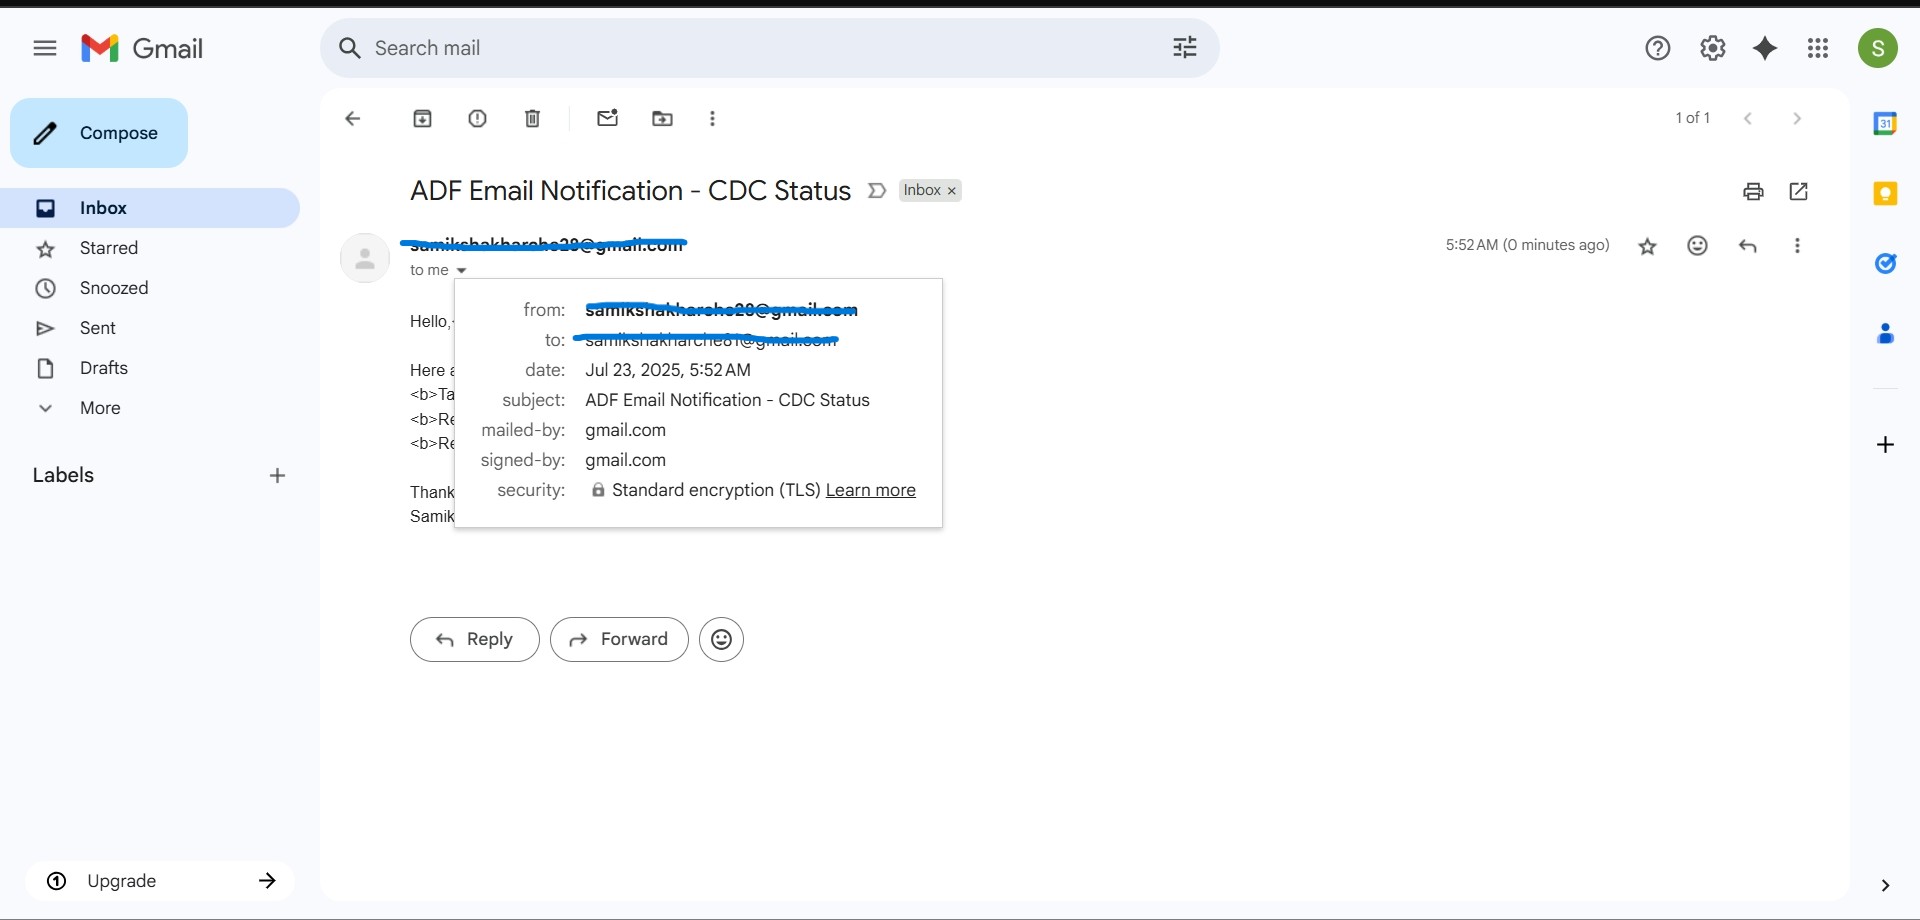 Gmail
Search mail
S
Compose
1 of 1
31
ADF Email Notification - CDC Status
Inbox ×
Inbox
Starred
5:52 AM (0 minutes ago)
to me
Snoozed
from:
Hello,
Sent
to:
Drafts
Here
date: Jul 23, 2025, 5:52 AM
<b>Ta
subject: ADF Email Notification - CDC Status
More
<b>Re
mailed-by: gmail.com
<b>Re
signed-by: gmail.com
Labels
Thank
security: Standard encryption (TLS) Learn more
Samik
Reply
Forward
1 Upgrade